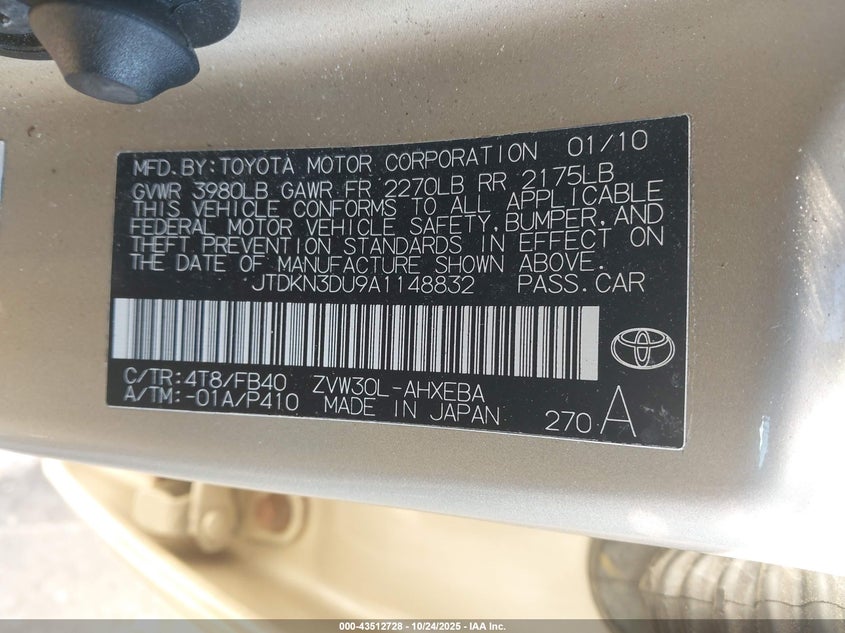 MFD.BY:TOYOTA MOTOR CORPORATION 01/10
GVWR 3980LB GAWR FR 2270LB RR 2175LB
THIS VEHICLE CONFORMS TO ALL APPLICABLE
FEDERAL MOTOR VEHICLE SAFETY,BUMPER,AND
THEFT PREVENTION STANDARDS IN EFFECT ON
THE DATE OF MANUFACTURE SHOWN ABOVE.
JTDKN3DU9A1148832 PASS.CAR
C/TR:4T8/FB40 ZVW30L-AHXEBA
A/TM:-01A/P410 MADE IN JAPAN 270 A
000-43512728 - 10/24/2025 - IAA Inc.